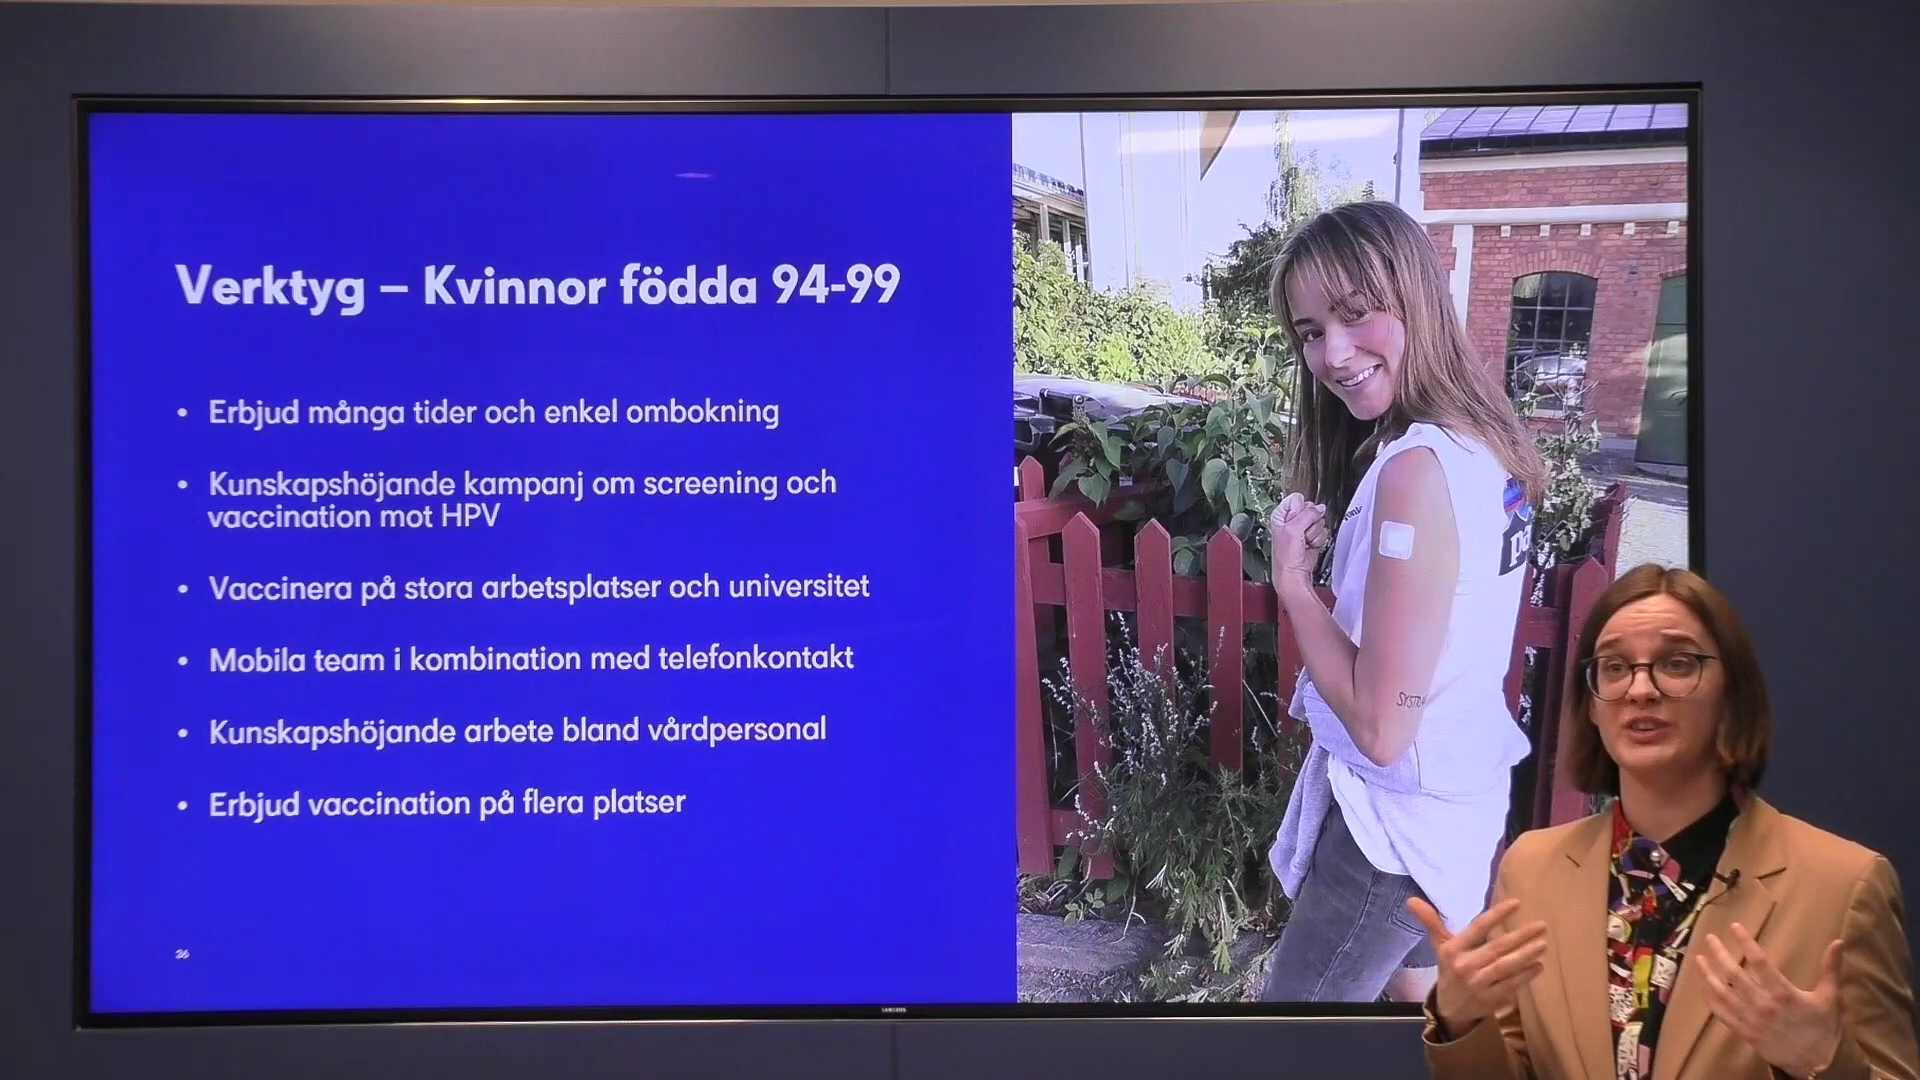 Verktyg – Kvinnor födda 94-99
• Erbjud många tider och enkel ombokning
• Kunskapshöjande kampanj om screening och
vaccination mot HPV
• Vaccinera på stora arbetsplatser och universitet
• Mobila team i kombination med telefonkontakt
• Kunskapshöjande arbete bland vårdpersonal
• Erbjud vaccination på flera platser
SAMSUNG